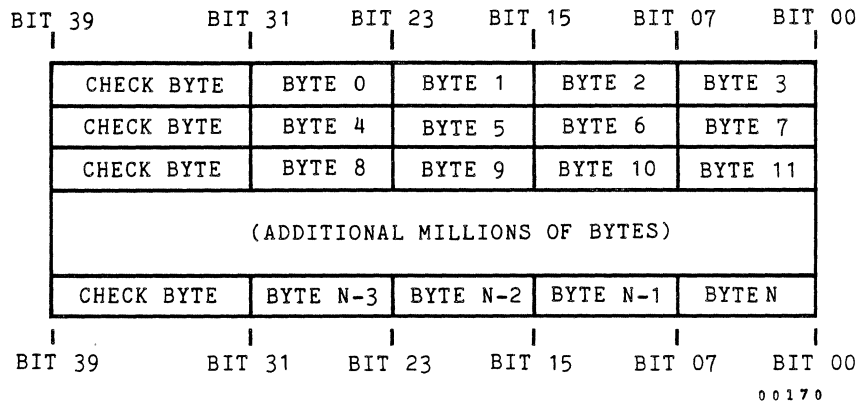 BIT 39 BIT 31 BIT 23 BIT 15 BIT 07 BIT 00
CHECK BYTE BYTE 0 BYTE 1 BYTE 2 BYTE 3
CHECK BYTE BYTE 4 BYTE 5 BYTE 6 BYTE 7
CHECK BYTE BYTE 8 BYTE 9 BYTE 10 BYTE 11
(ADDITIONAL MILLIONS OF BYTES)
CHECK BYTE BYTE N-3 BYTE N-2 BYTE N-1 BYTE N
BIT 39 BIT 31 BIT 23 BIT 15 BIT 07 BIT 00
00170